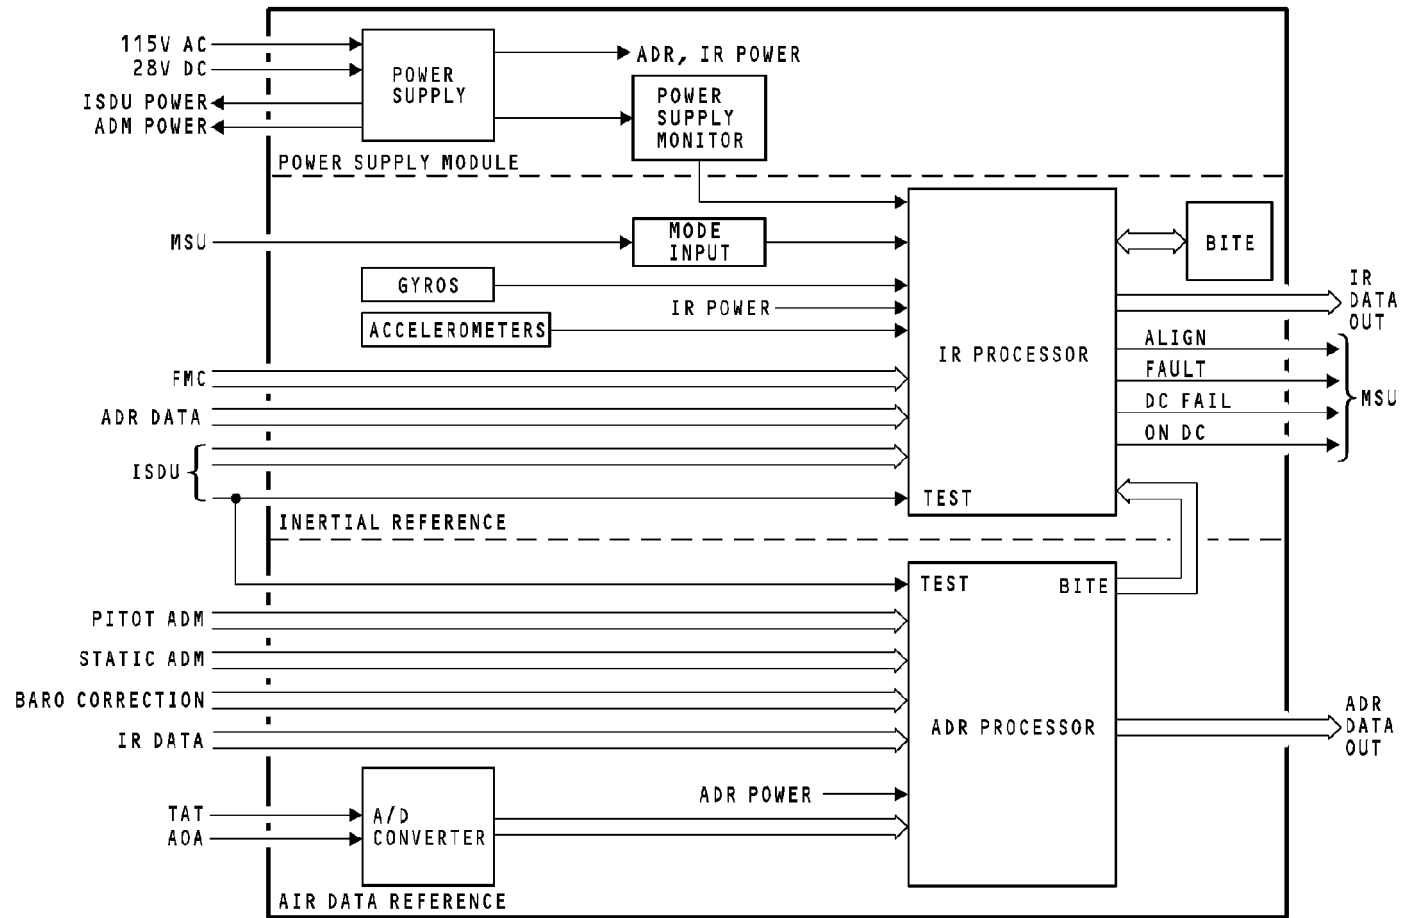 115V AC
28V DC
ISDU POWER
ADM POWER
POWER
SUPPLY
ADR, IR POWER
POWER
SUPPLY
MONITOR
POWER SUPPLY MODULE
MSU
MODE
INPUT
BITE
GYROS
IR POWER
ACCELEROMETERS
IR PROCESSOR
IR
DATA
OUT
ALIGN
FAULT
DC FAIL
ON DC
MSU
FMC
ADR DATA
ISDU
TEST
INERTIAL REFERENCE
TEST
BITE
PITOT ADM
STATIC ADM
BARO CORRECTION
IR DATA
ADR PROCESSOR
ADR
DATA
OUT
ADR POWER
TAT
AOA
A/D
CONVERTER
AIR DATA REFERENCE